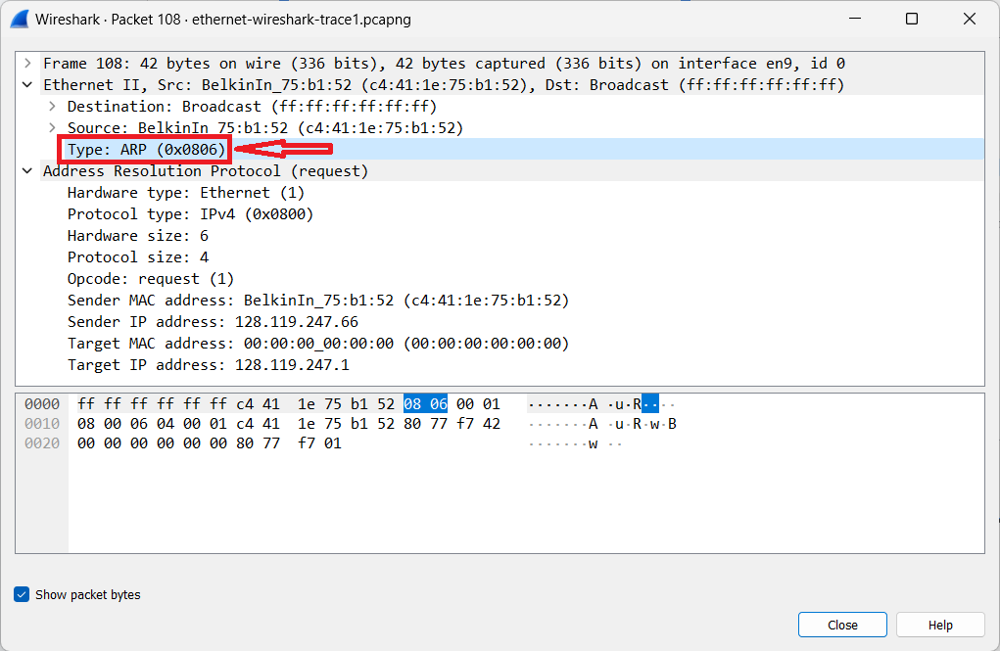 Wireshark · Packet 108 · ethernet-wireshark-trace1.pcapng
Frame 108: 42 bytes on wire (336 bits), 42 bytes captured (336 bits) on interface en9, id 0
Ethernet II, Src: BelkinIn_75:b1:52 (c4:41:1e:75:b1:52), Dst: Broadcast (ff:ff:ff:ff:ff:ff)
Destination: Broadcast (ff:ff:ff:ff:ff:ff)
Source: BelkinIn_75:b1:52 (c4:41:1e:75:b1:52)
Type: ARP (0x0806)
Address Resolution Protocol (request)
Hardware type: Ethernet (1)
Protocol type: IPv4 (0x0800)
Hardware size: 6
Protocol size: 4
Opcode: request (1)
Sender MAC address: BelkinIn_75:b1:52 (c4:41:1e:75:b1:52)
Sender IP address: 128.119.247.66
Target MAC address: 00:00:00_00:00:00 (00:00:00:00:00:00)
Target IP address: 128.119.247.1
0000 ff ff ff ff ff ff c4 41 1e 75 b1 52 08 06 00 01 ·······A ·u·R····
0010 08 00 06 04 00 01 c4 41 1e 75 b1 52 80 77 f7 42 ·······A ·u·R·w·B
0020 00 00 00 00 00 00 80 77 f7 01 ·······w ··
Show packet bytes
Close Help